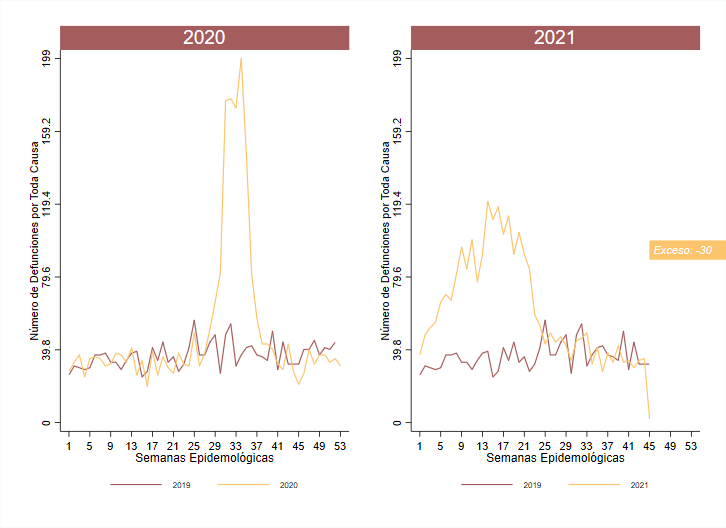 2020
Número de Defunciones por Toda Causa
199
159.2
119.4
79.6
39.8
0
1 5 9 13 17 21 25 29 33 37 41 45 49 53
Semanas Epidemológicas
2019 2020
2021
Número de Defunciones por Toda Causa
199
159.2
119.4
79.6
39.8
0
Exceso: -30
1 5 9 13 17 21 25 29 33 37 41 45 49 53
Semanas Epidemológicas
2019 2021